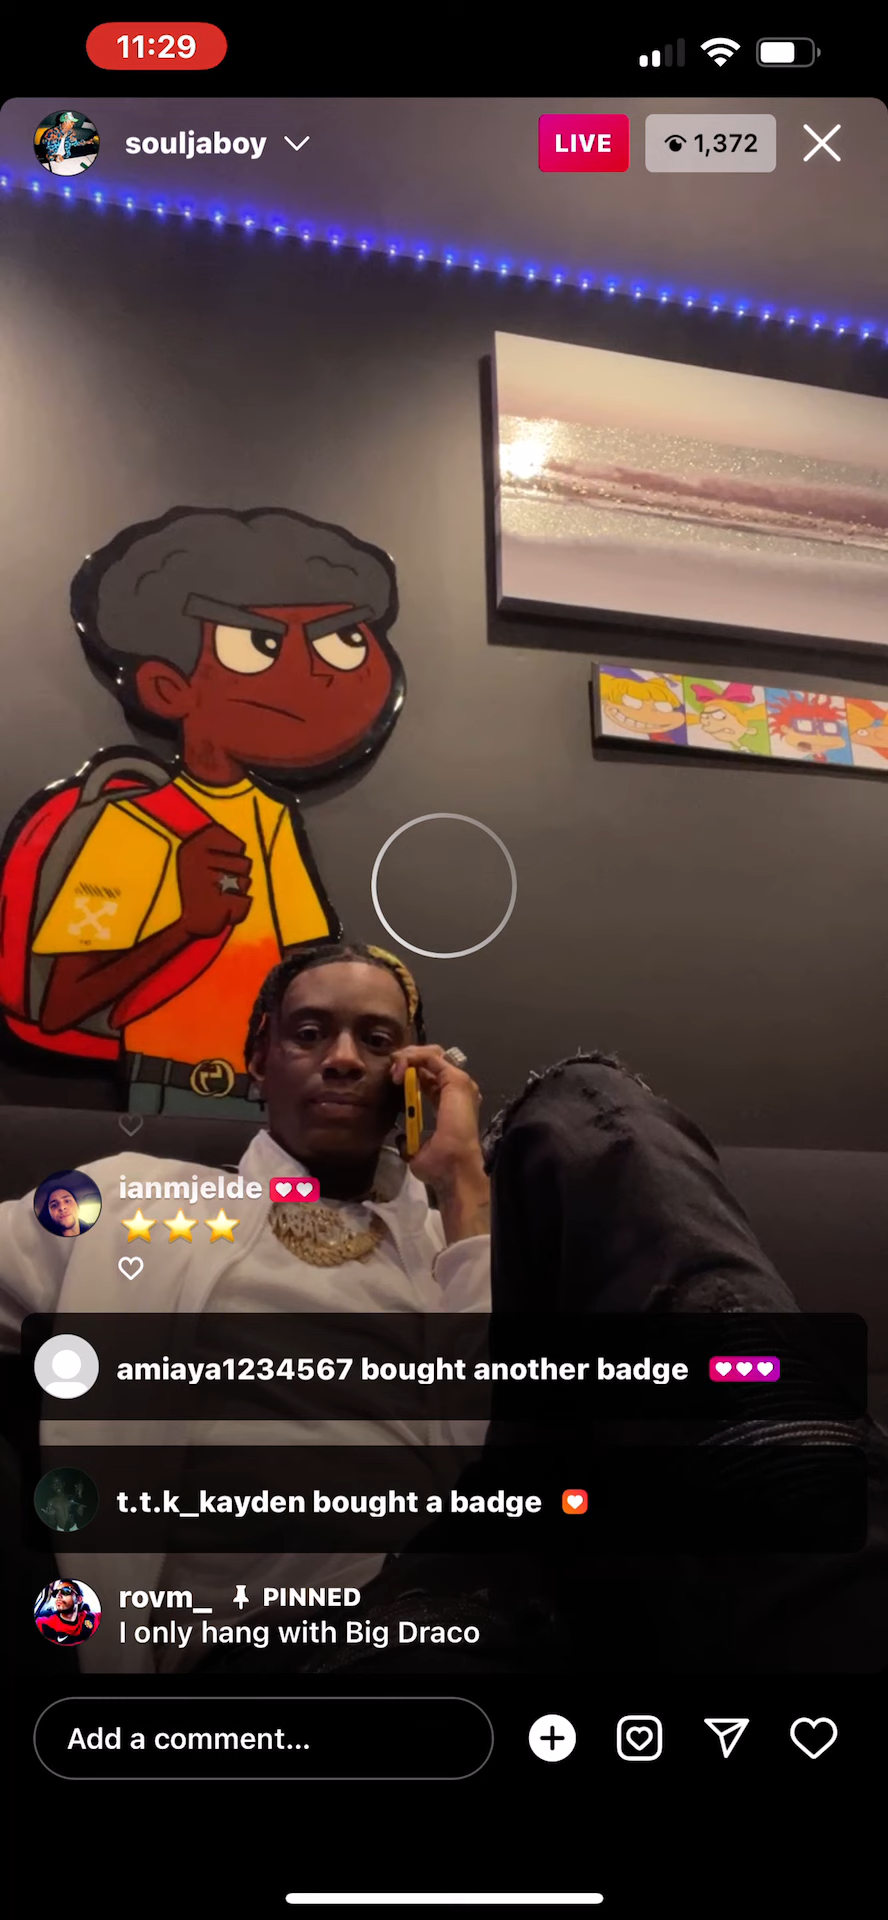 11:29
souljaboy
LIVE
1,372
ianmjelde
⭐⭐⭐
amiaya1234567 bought another badge
t.t.k_kayden bought a badge
rovm_ PINNED
I only hang with Big Draco
Add a comment...